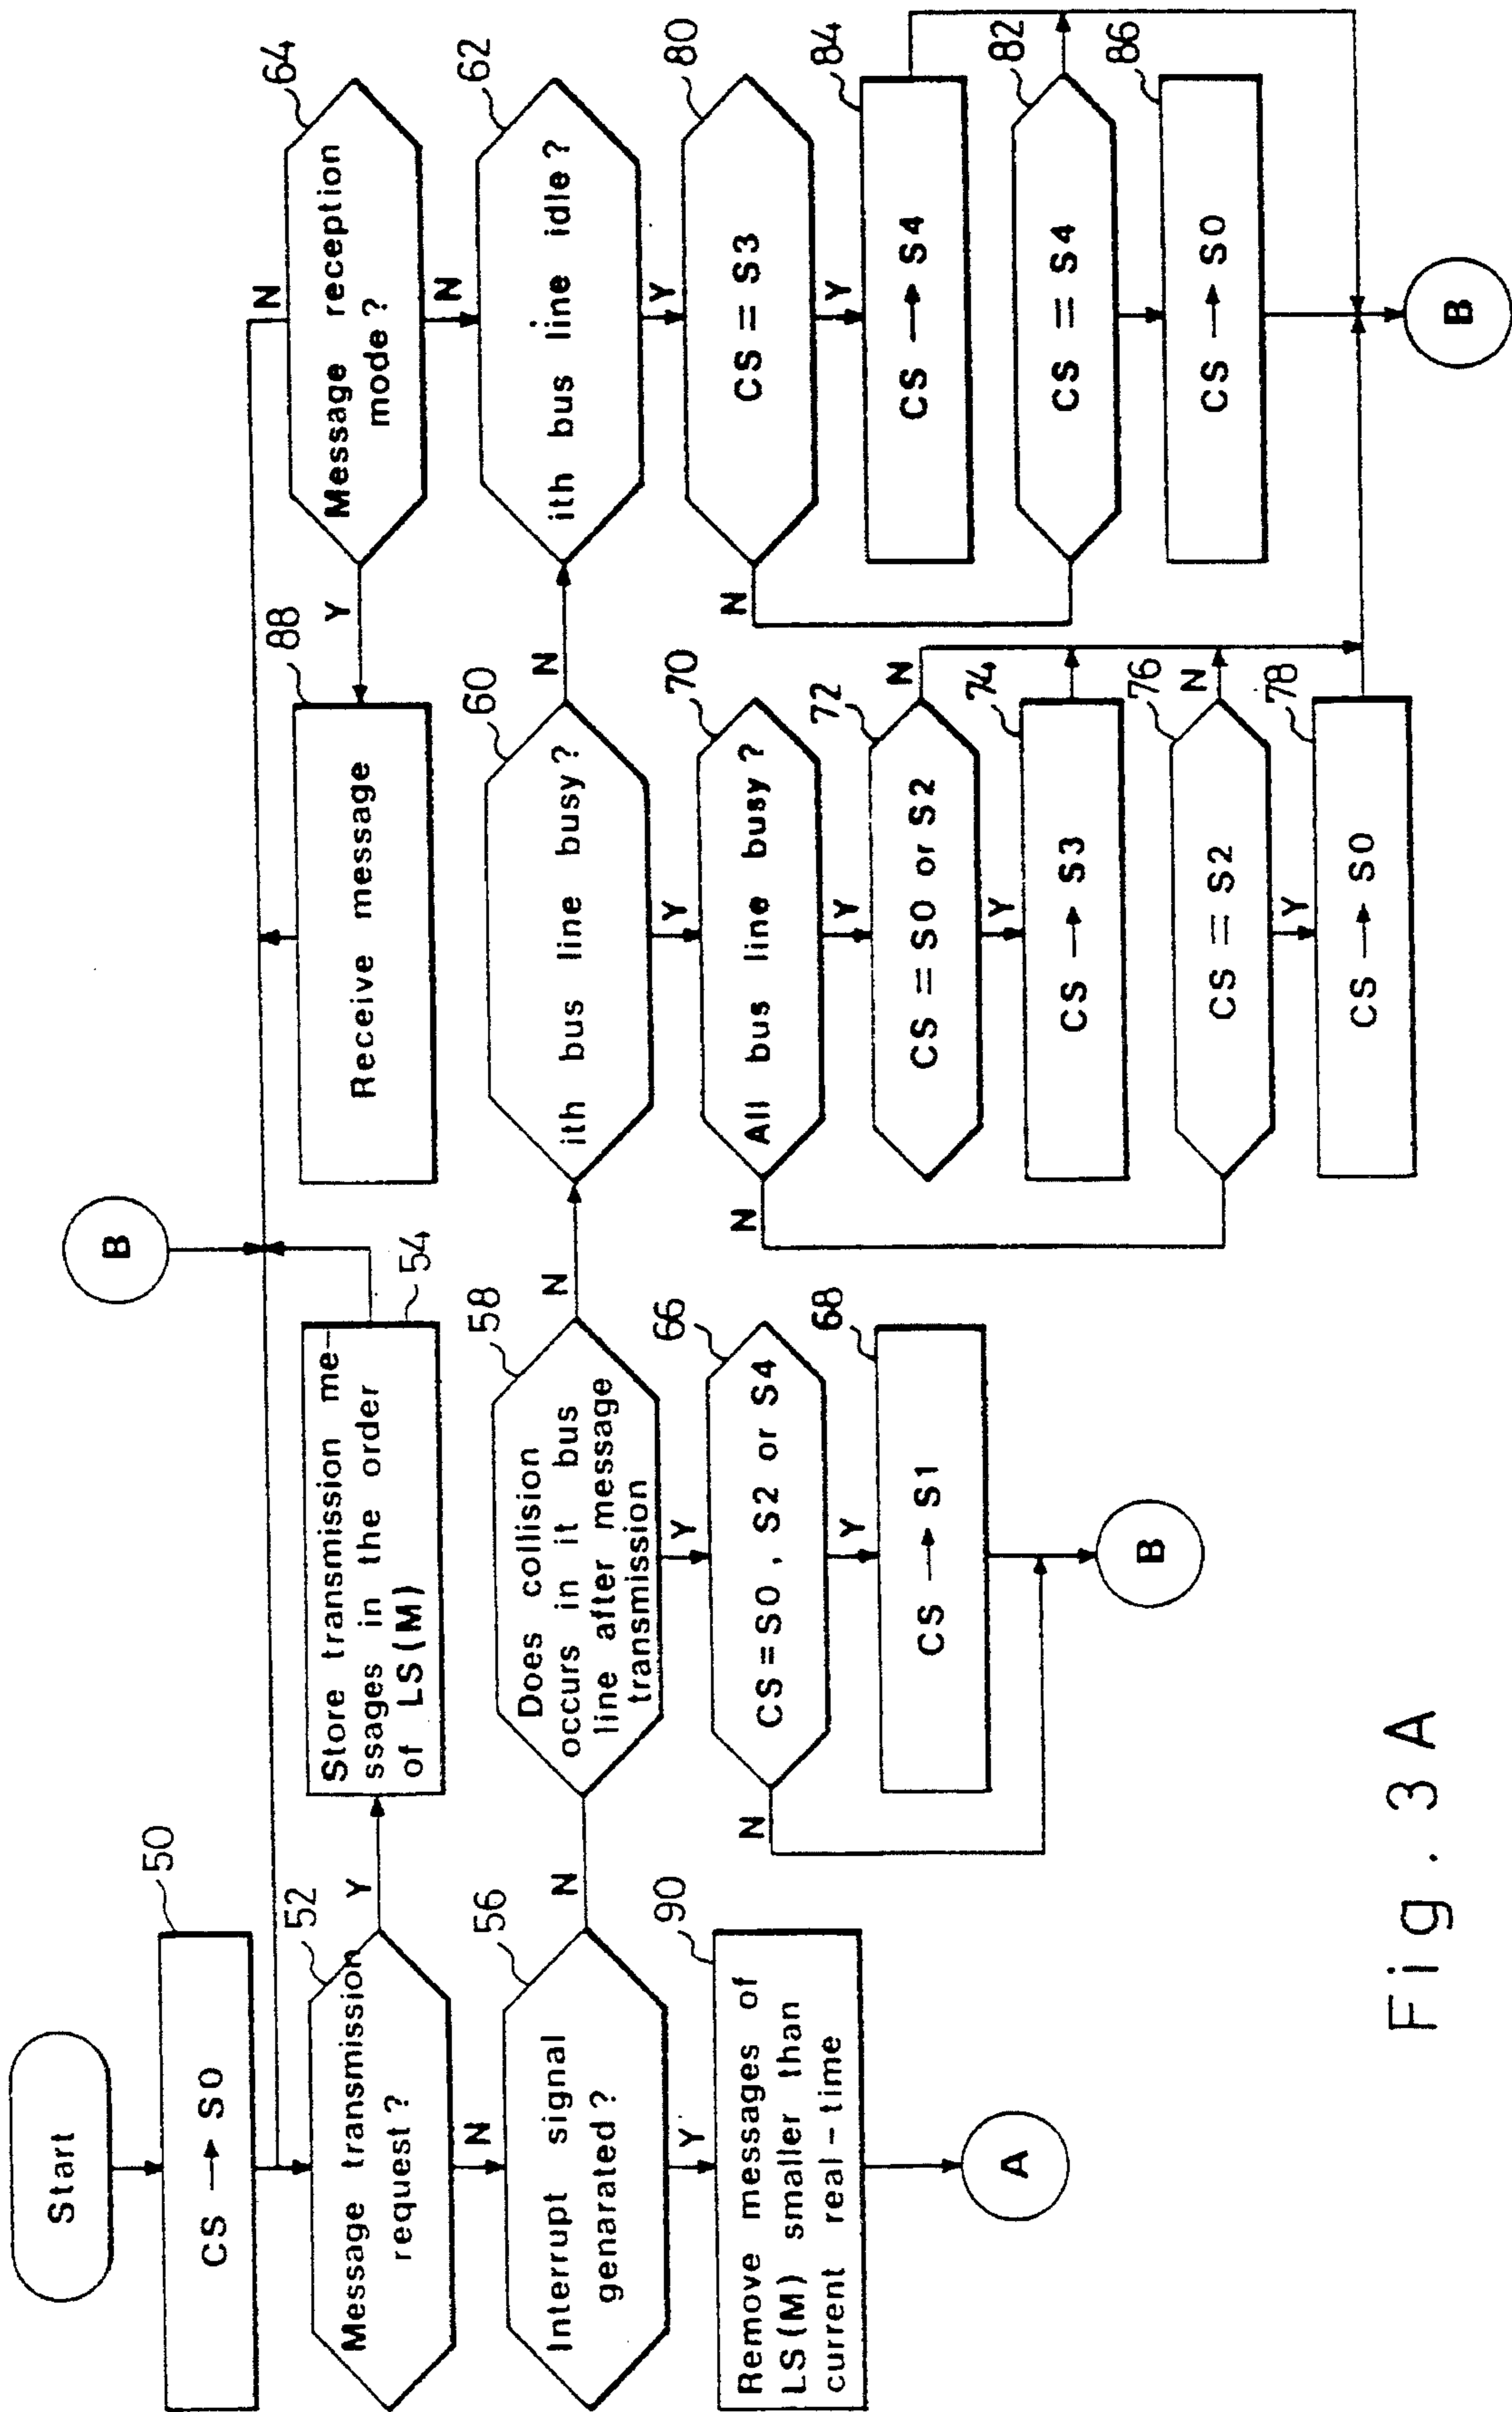 Start
50
CS → S0
52
Message transmission
request?
Y
N
Store transmission me-
ssages in the order
of LS(M)
54
B
56
Interrupt signal
genarated?
N
Y
90
Remove messages of
LS(M) smaller than
current real-time
A
58
Does collision
occurs in it bus
line after message
transmission
N
Y
66
CS=S0, S2 or S4
N
Y
68
CS → S1
B
88
Receive message
Y
64
Message reception
mode?
N
N
60
ith bus line busy?
N
Y
70
All bus line busy?
N
Y
72
CS = S0 or S2
N
Y
74
CS → S3
76
CS = S2
N
Y
78
CS → S0
62
ith bus line idle?
Y
80
CS = S3
N
Y
84
CS → S4
82
CS = S4
86
CS → S0
B
Fig. 3A